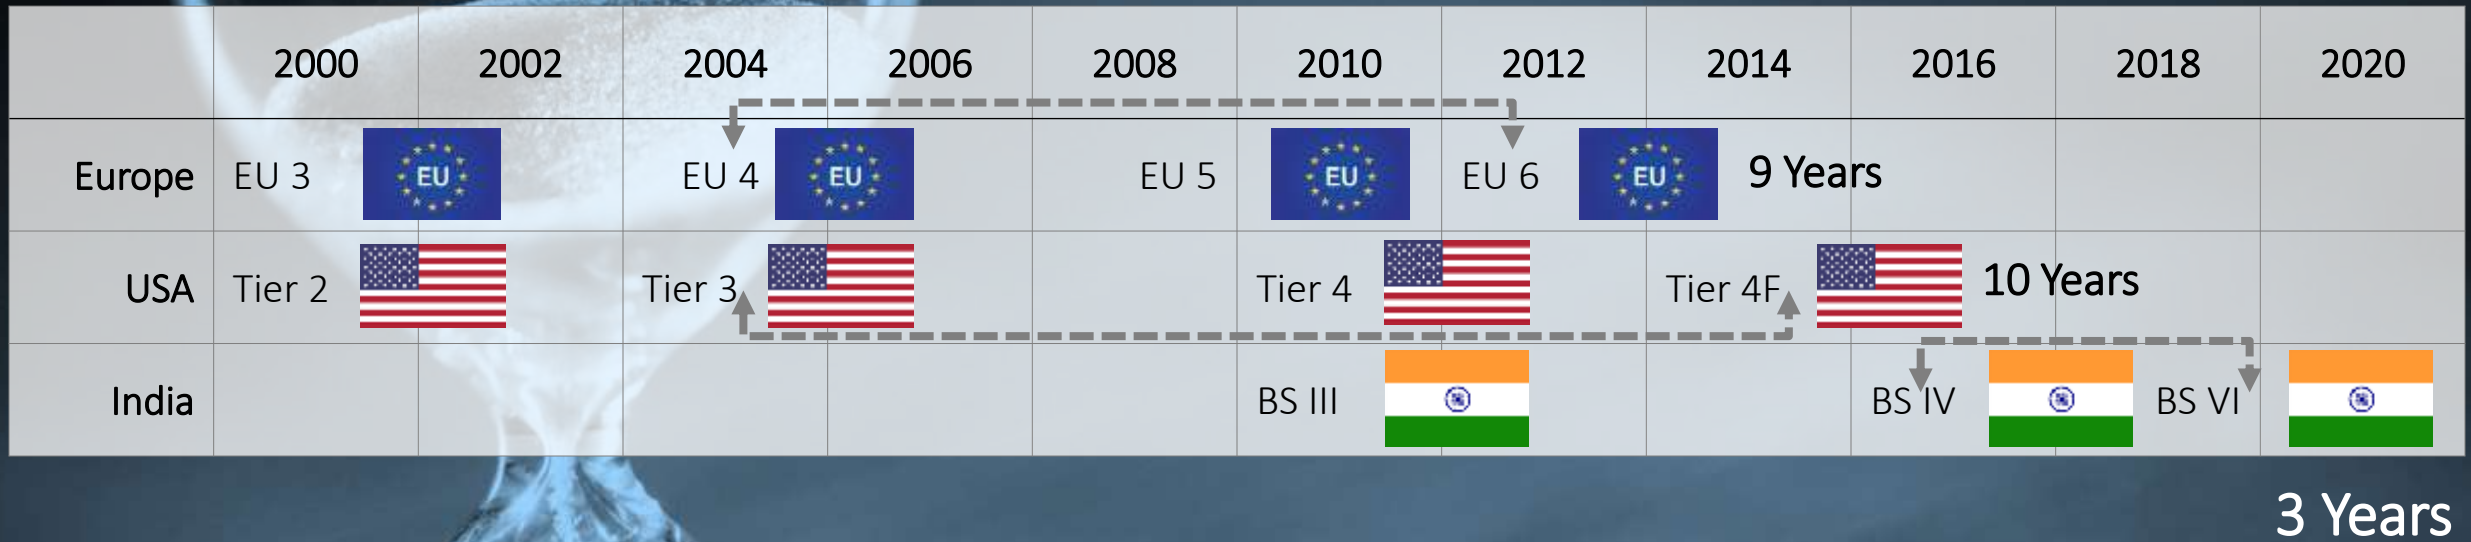 2000 2002 2004 2006 2008 2010 2012 2014 2016 2018 2020
Europe EU 3 EU EU 4 EU EU 5 EU EU 6 EU 9 Years
USA Tier 2 Tier 3 Tier 4 Tier 4F 10 Years
India BS III BS IV BS VI
3 Years